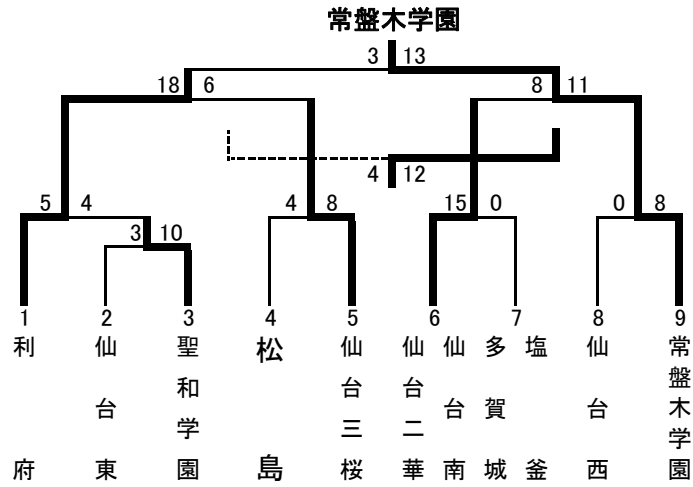 常盤木学園
3 13
18 6 8 11
4 12
5 4 4 8 15 0 0 8
3 10
1 2 3 4 5 6 7 8 9
利府
仙台東
聖和学園
松島
仙台三桜
仙台二華
仙台南
多賀城
塩釜
仙台西
常盤木学園